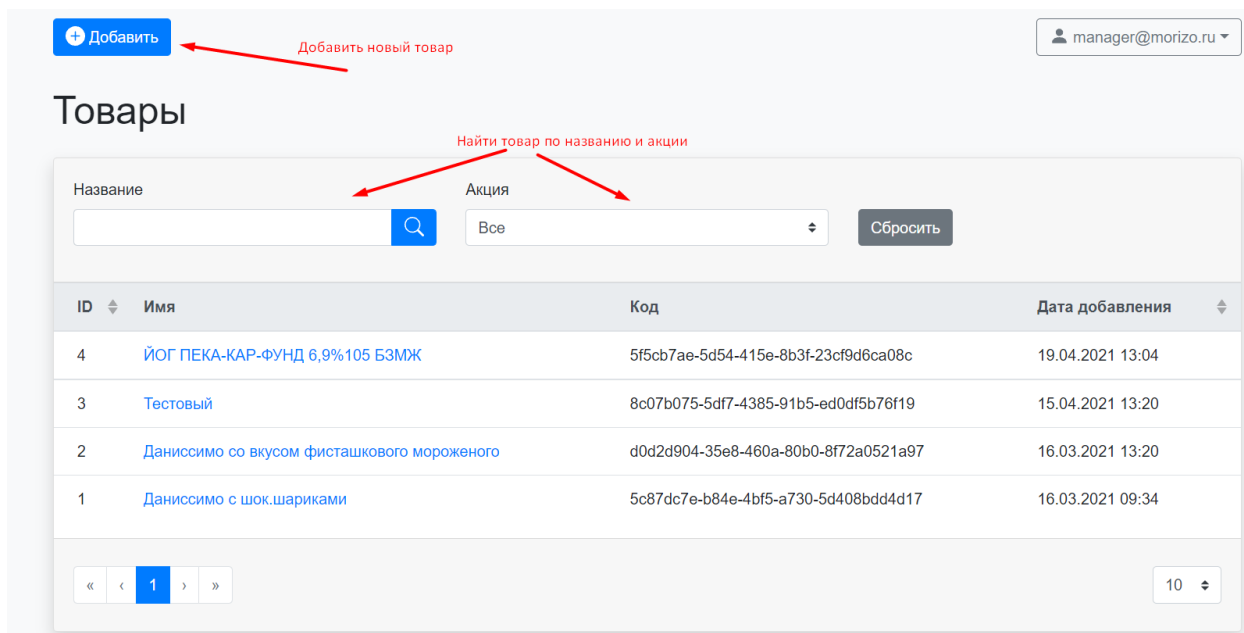 Добавить
Добавить новый товар
manager@morizo.ru
Товары
Найти товар по названию и акции
Название Акция
Все Сбросить
ID Имя Код Дата добавления
4 ЙОГ ПЕКА-КАР-ФУНД 6,9%105 БЗМЖ 5f5cb7ae-5d54-415e-8b3f-23cf9d6ca08c 19.04.2021 13:04
3 Тестовый 8c07b075-5df7-4385-91b5-ed0df5b76f19 15.04.2021 13:20
2 Даниссимо со вкусом фисташкового мороженого d0d2d904-35e8-460a-80b0-8f72a0521a97 16.03.2021 13:20
1 Даниссимо с шок.шариками 5c87dc7e-b84e-4bf5-a730-5d408bdd4d17 16.03.2021 09:34
« ‹ 1 › » 10